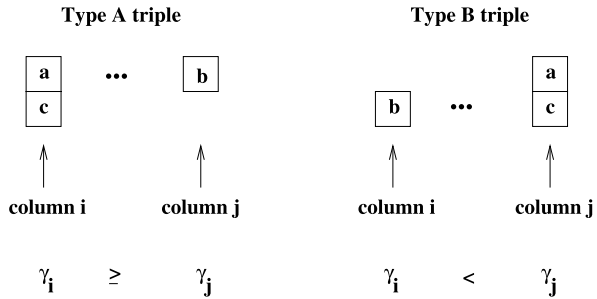 Type A triple
Type B triple
a ... b
c
a
b ... c
column i column j
column i column j
γi ≥ γj
γi < γj